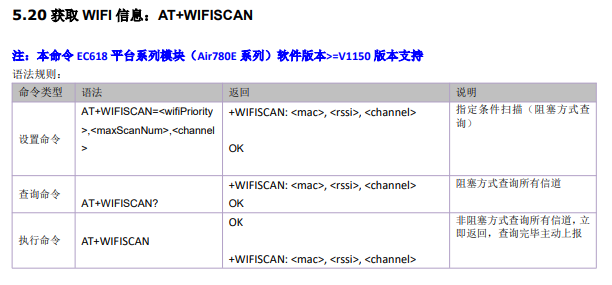 5.20 获取 WIFI 信息：AT+WIFISCAN
注：本命令 EC618 平台系列模块（Air780E 系列）软件版本>=V1150 版本支持
语法规则：
命令类型 语法 返回 说明
设置命令 AT+WIFISCAN=<wifiPriority
>,<maxScanNum>,<channel
>
+WIFISCAN: <mac>, <rssi>, <channel>
OK
指定条件扫描（阻塞方式查
询）
查询命令 AT+WIFISCAN?
+WIFISCAN: <mac>, <rssi>, <channel>
OK
阻塞方式查询所有信道
执行命令 AT+WIFISCAN
OK
+WIFISCAN: <mac>, <rssi>, <channel>
非阻塞方式查询所有信道，立
即返回，查询完毕主动上报